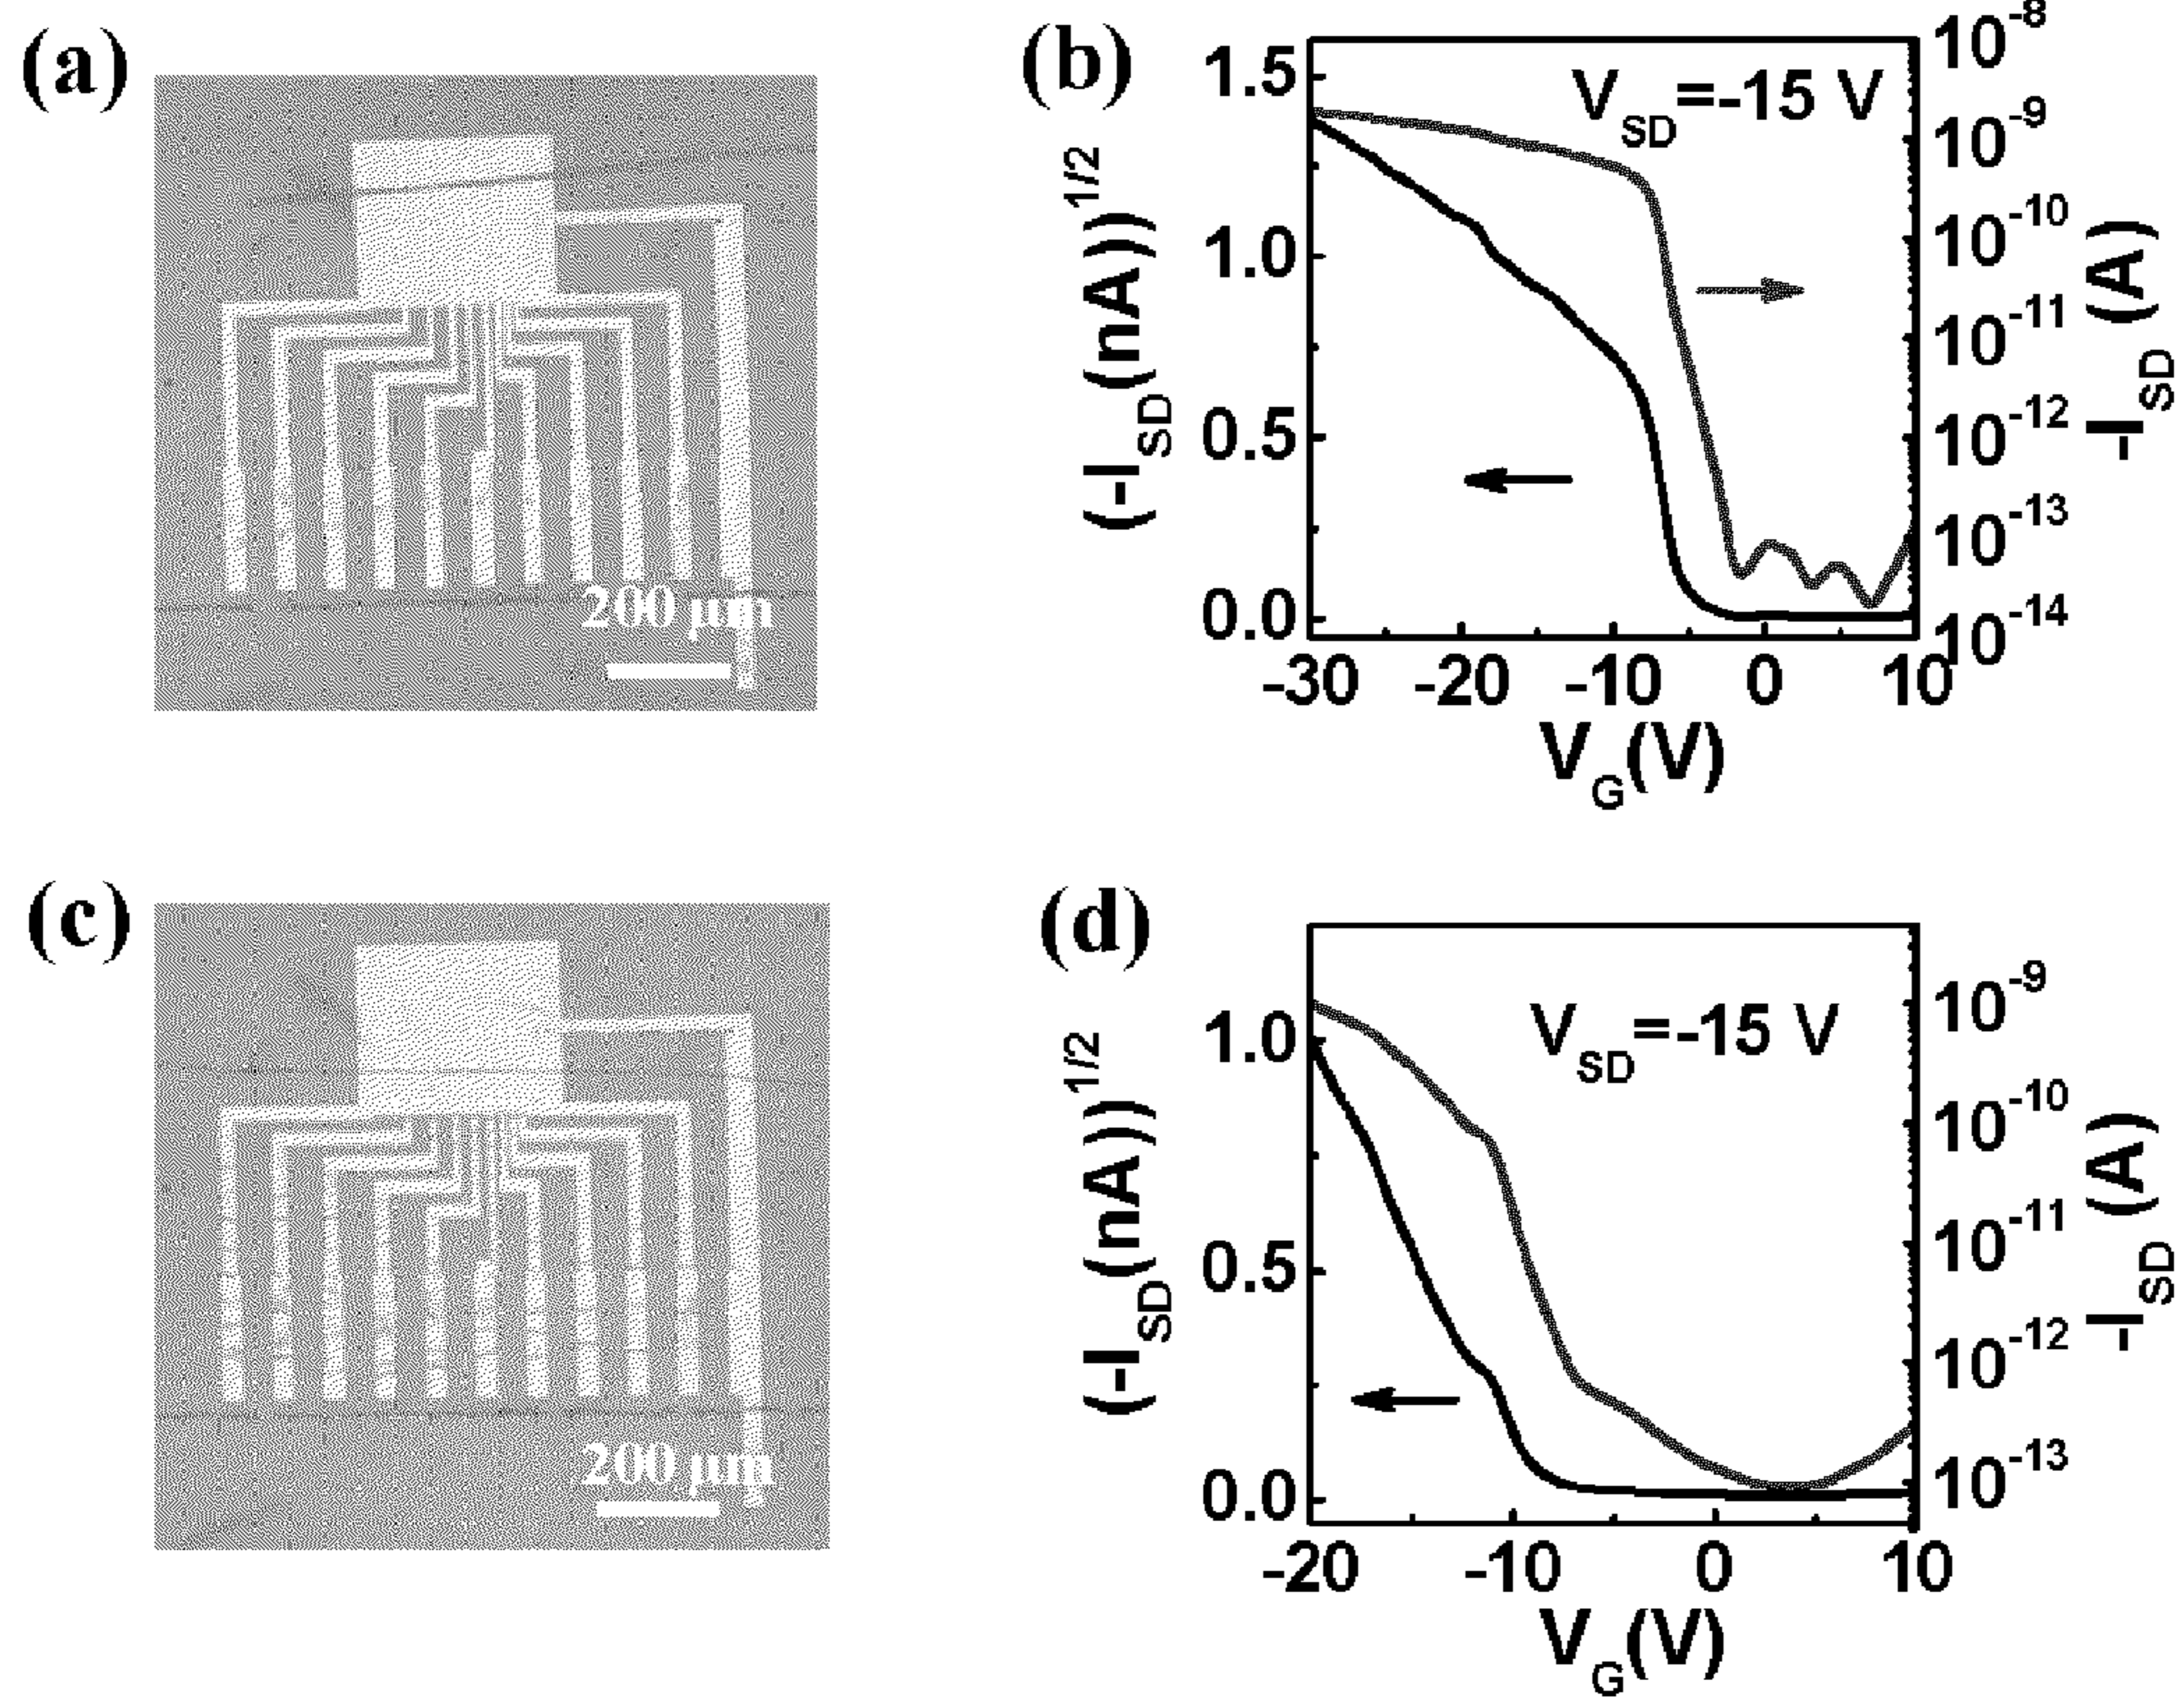 (a)
200 μm
(b)
V_SD=-15 V
(-I_SD(nA))^1/2
1.5
1.0
0.5
0.0
10^-8
10^-9
10^-10
10^-11
10^-12
10^-13
10^-14
-I_SD (A)
-30 -20 -10 0 10
V_G(V)
(c)
200 μm
(d)
V_SD=-15 V
(-I_SD(nA))^1/2
1.0
0.5
0.0
10^-9
10^-10
10^-11
10^-12
10^-13
-I_SD (A)
-20 -10 0 10
V_G(V)